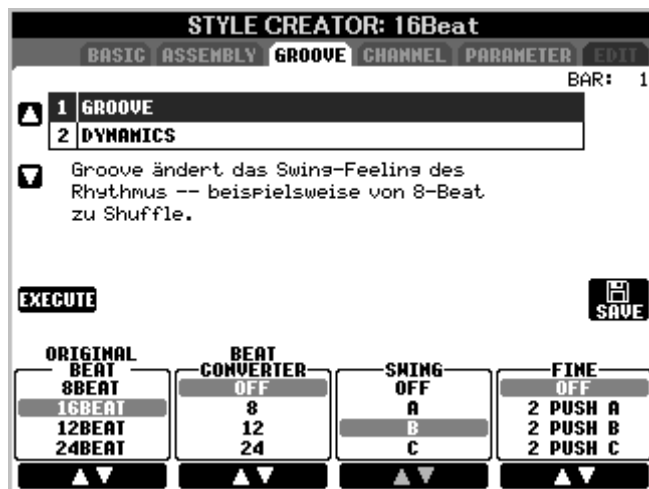 STYLE CREATOR: 16Beat
BASIC ASSEMBLY GROOVE CHANNEL PARAMETER EDIT
BAR: 1
1 GROOVE
2 DYNAMICS
Groove ändert das Swing-Feeling des
Rhythmus -- beispielsweise von 8-Beat
zu Shuffle.
EXECUTE
SAVE
ORIGINAL BEAT
8BEAT
16BEAT
12BEAT
24BEAT
BEAT CONVERTER
OFF
8
12
24
SWING
OFF
A
B
C
FINE
OFF
2 PUSH A
2 PUSH B
2 PUSH C